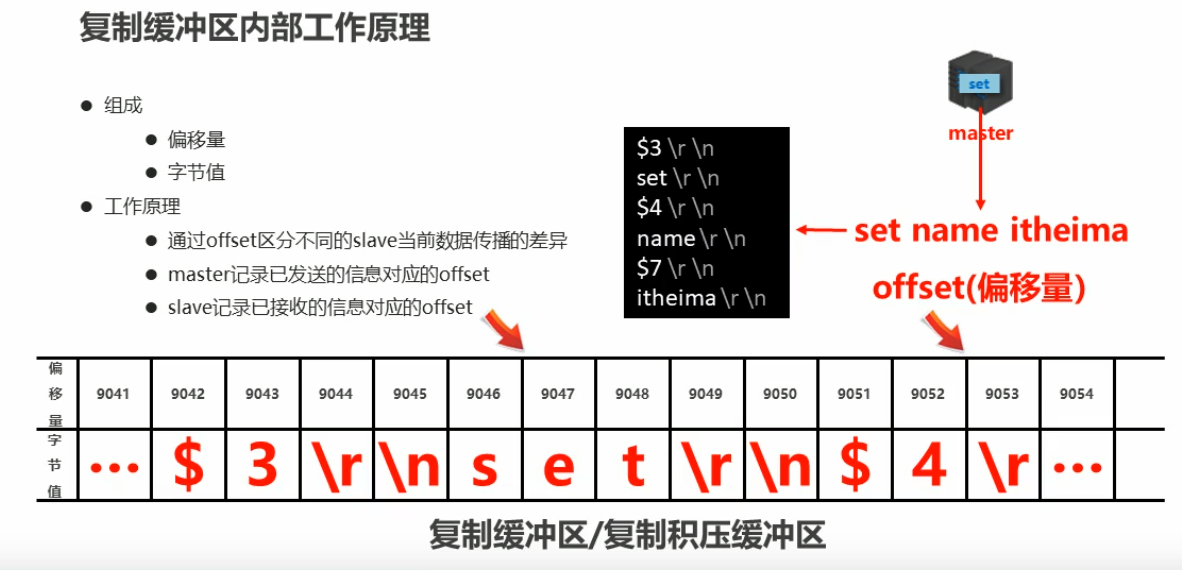 复制缓冲区内部工作原理
● 组成
● 偏移量
● 字节值
● 工作原理
● 通过offset区分不同的slave当前数据传播的差异
● master记录已发送的信息对应的offset
● slave记录已接收的信息对应的offset
$3 \r \n
set \r \n
$4 \r \n
name \r \n
$7 \r \n
itheima \r \n
set
master
set name itheima
offset(偏移量)
偏移量 9041 9042 9043 9044 9045 9046 9047 9048 9049 9050 9051 9052 9053 9054
字节值 ... $ 3 \r \n s e t \r \n $ 4 \r ...
复制缓冲区/复制积压缓冲区